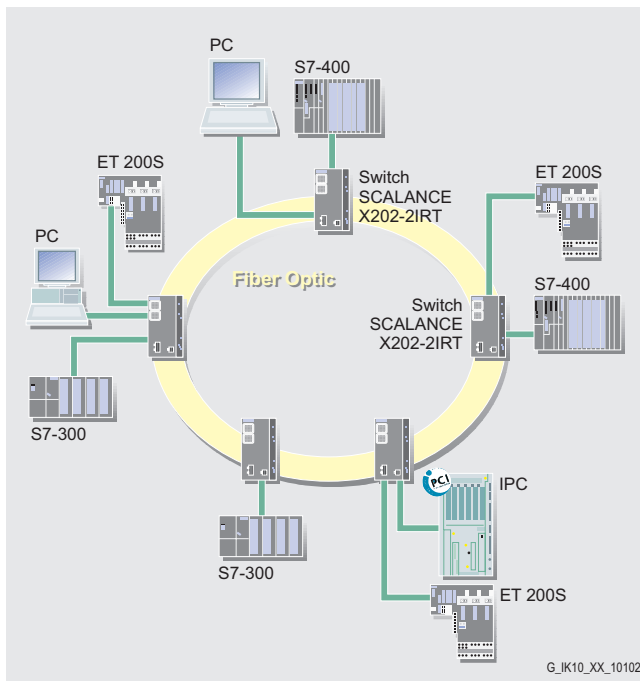 PC
S7-400
ET 200S
Switch
SCALANCE
X202-2IRT
ET 200S
PC
Fiber Optic
S7-400
Switch
SCALANCE
X202-2IRT
S7-300
PCI
IPC
S7-300
ET 200S
G_IK10_XX_10102